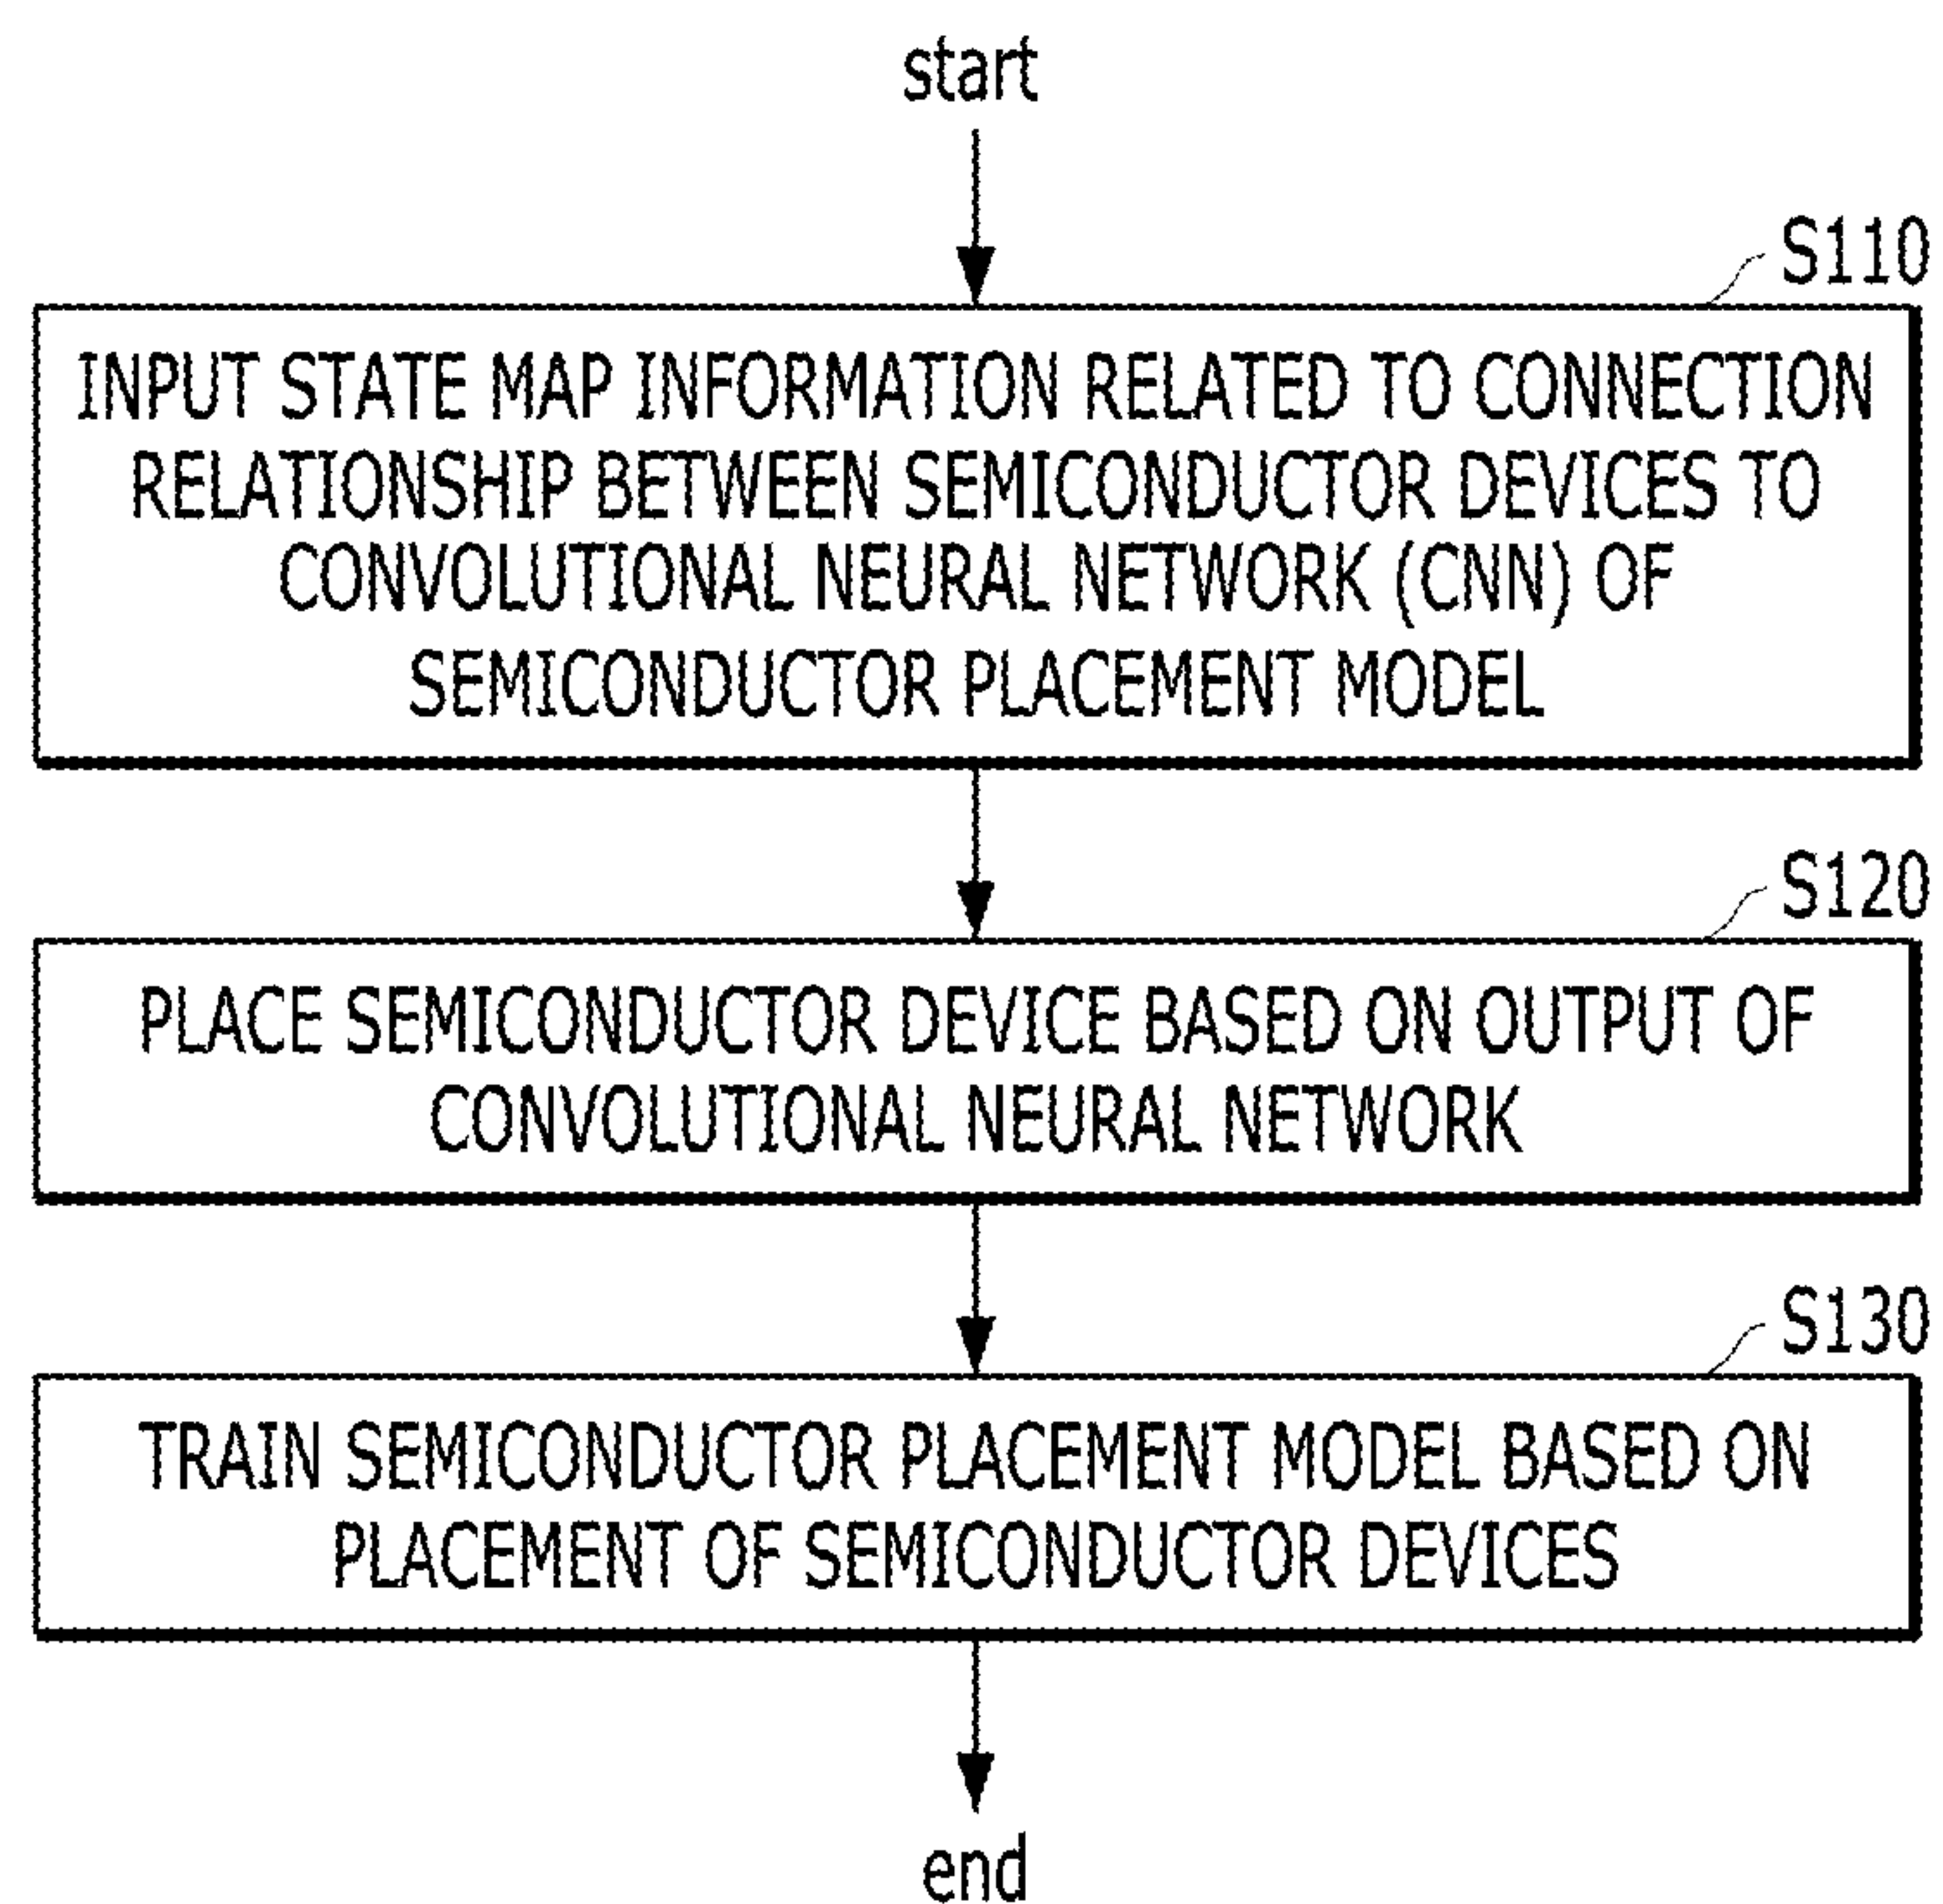 start
S110
INPUT STATE MAP INFORMATION RELATED TO CONNECTION
RELATIONSHIP BETWEEN SEMICONDUCTOR DEVICES TO
CONVOLUTIONAL NEURAL NETWORK (CNN) OF
SEMICONDUCTOR PLACEMENT MODEL
S120
PLACE SEMICONDUCTOR DEVICE BASED ON OUTPUT OF
CONVOLUTIONAL NEURAL NETWORK
S130
TRAIN SEMICONDUCTOR PLACEMENT MODEL BASED ON
PLACEMENT OF SEMICONDUCTOR DEVICES
end